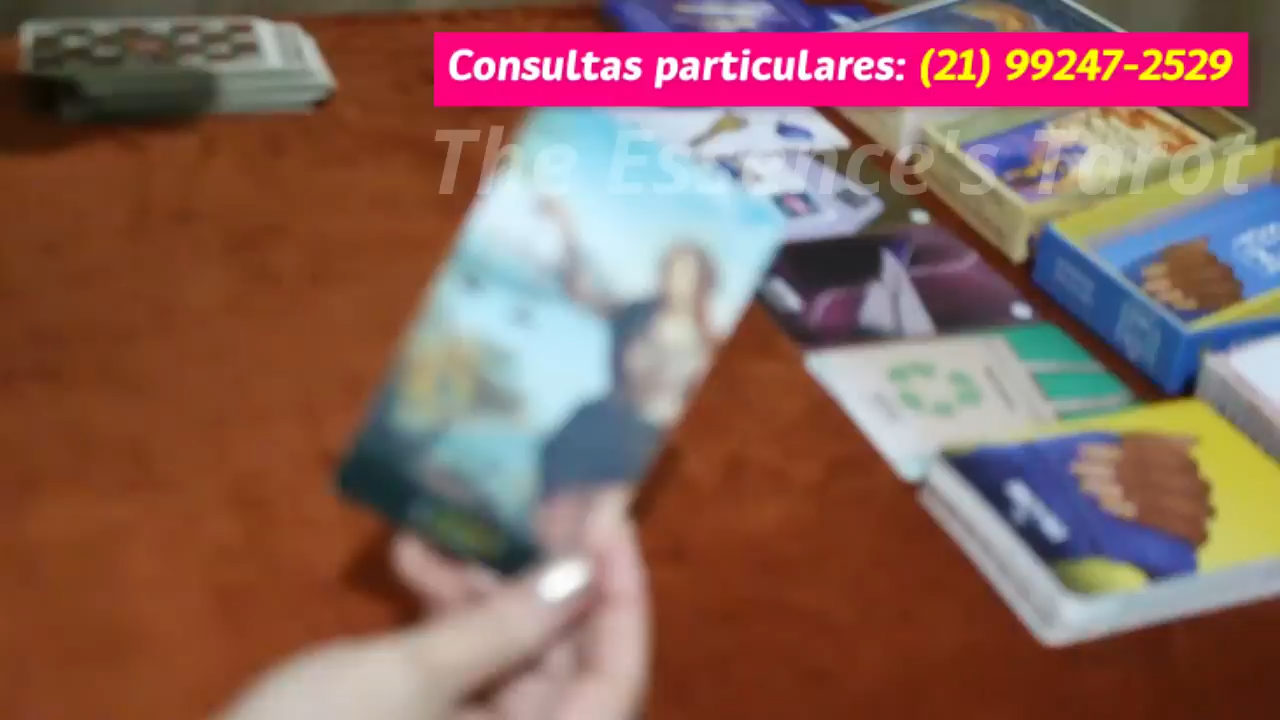 Consultas particulares: (21) 99247-2529
The Essence's Tarot